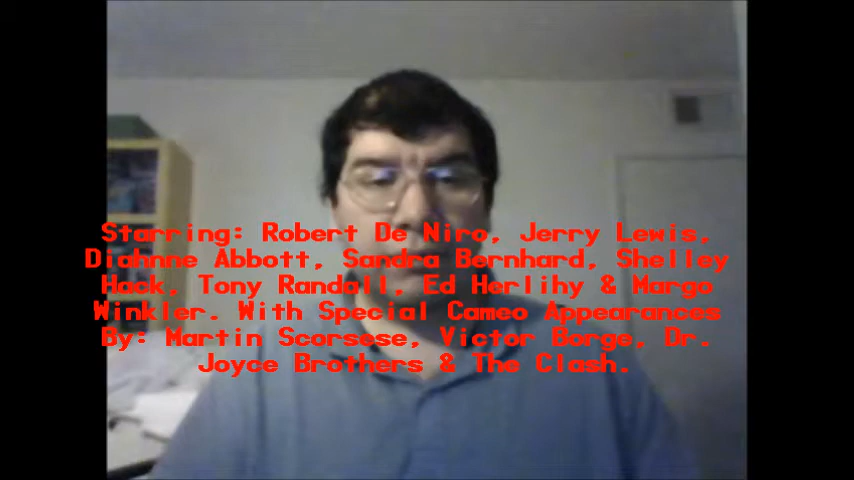 Starring: Robert De Niro, Jerry Lewis,
Diahnne Abbott, Sandra Bernhard, Shelley
Hack, Tony Randall, Ed Herlihy & Margo
Winkler. With Special Cameo Appearances
By: Martin Scorsese, Victor Borge, Dr.
Joyce Brothers & The Clash.